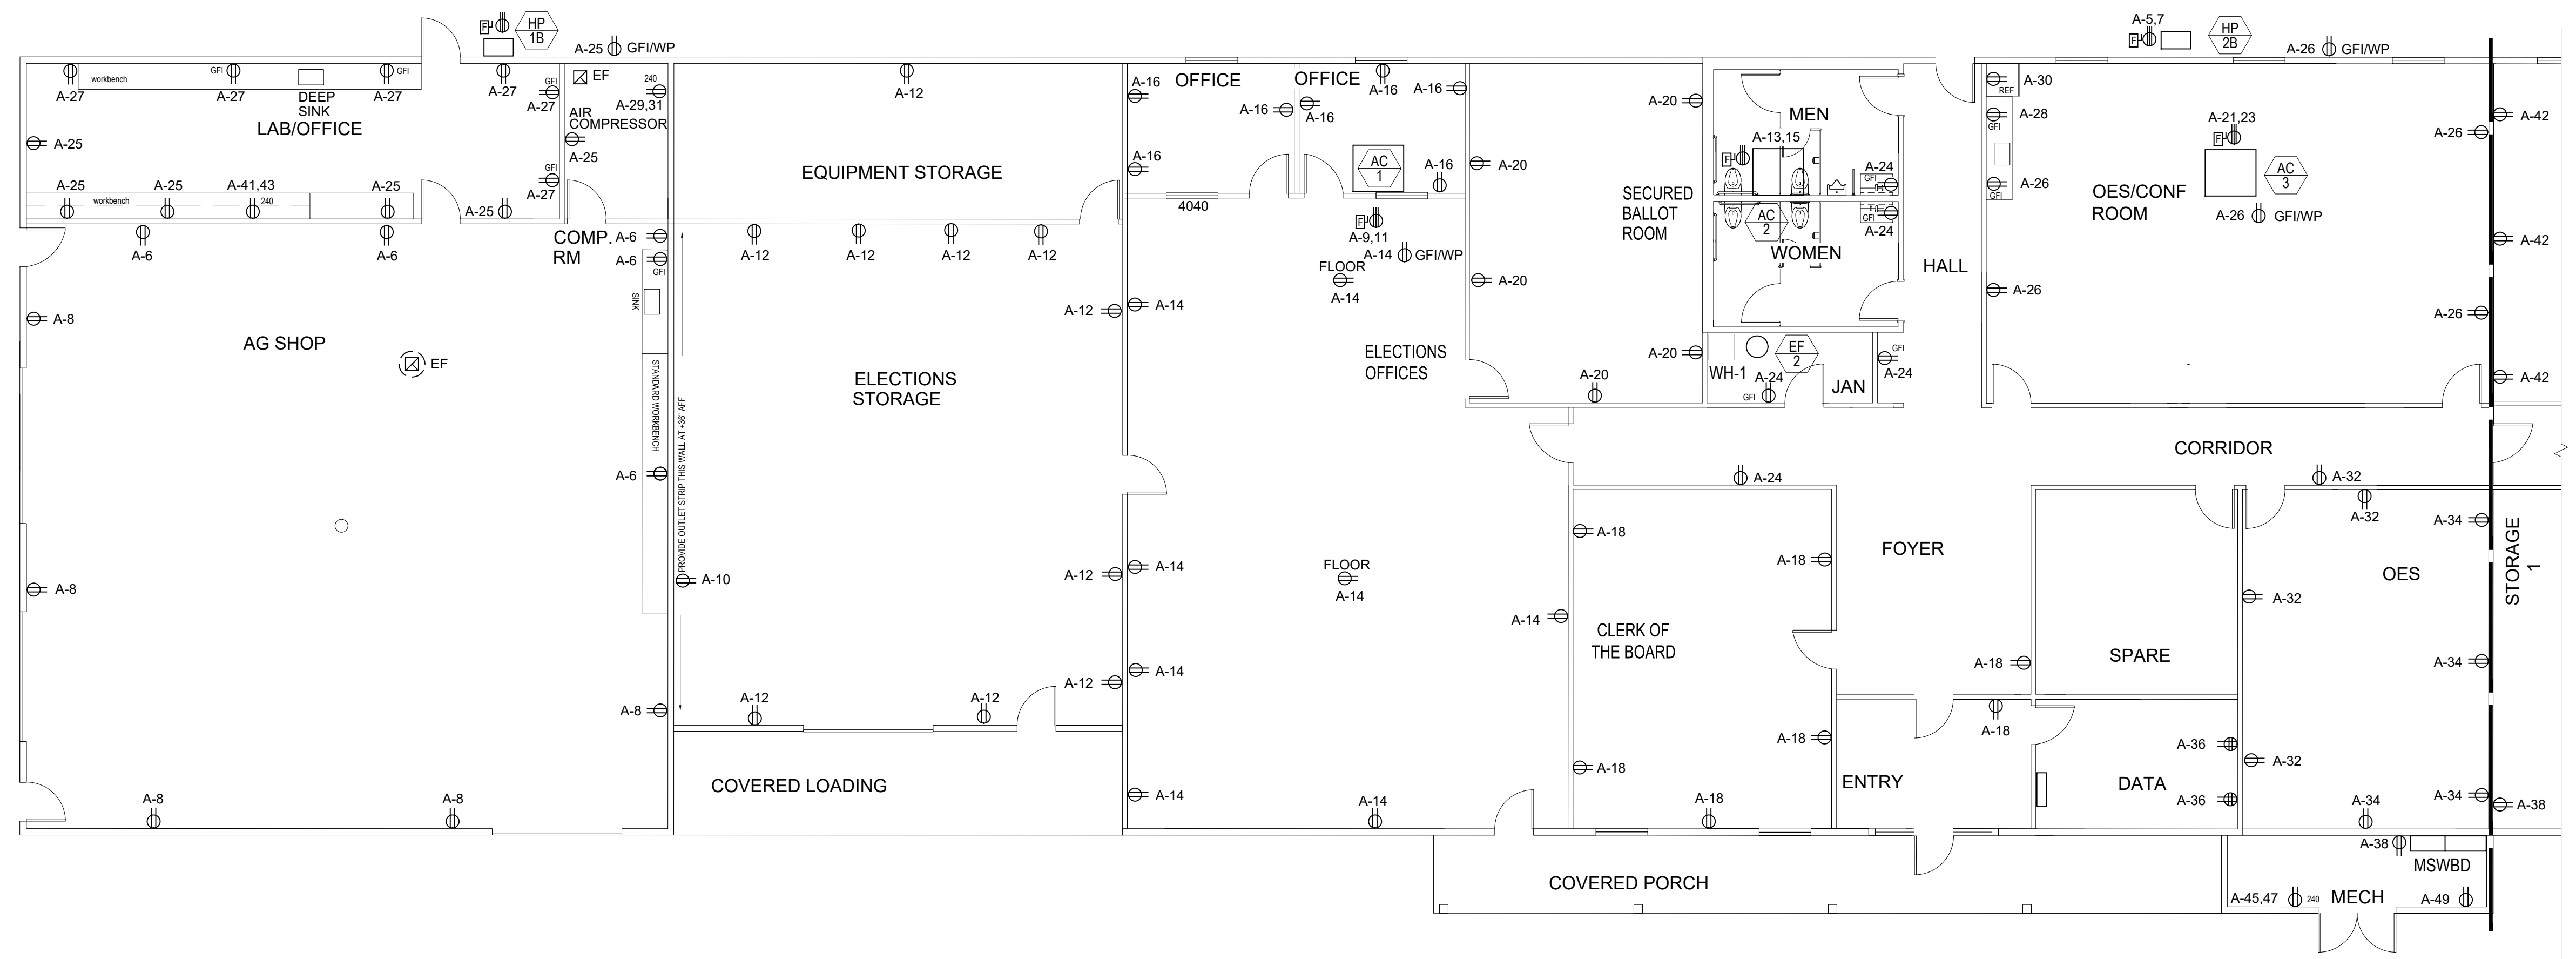 F
HP
1B
A-25
GFI/WP
A-5,7
F
HP
2B
A-26
GFI/WP
workbench
GFI
GFI
A-27
A-27
DEEP
SINK
A-27
A-27
GFI
A-27
LAB/OFFICE
A-25
GFI
A-27
A-25
A-25
A-41,43
A-25
workbench
240
A-25
EF
240
A-29,31
AIR
COMPRESSOR
A-25
COMP.
RM
A-12
EQUIPMENT STORAGE
A-16
OFFICE
A-16
A-16
4040
OFFICE
A-16
A-16
A-16
AC
1
A-16
A-20
A-20
SECURED
BALLOT
ROOM
A-20
A-20
A-20
MEN
A-13,15
F
A-24
GFI
AC
2
GFI
A-24
WOMEN
HALL
A-30
REF
A-28
GFI
A-26
GFI
A-26
OES/CONF
ROOM
A-21,23
F
AC
3
A-26
GFI/WP
A-26
A-26
A-42
A-42
A-42
A-6
A-6
A-6
A-6
GFI
SINK
A-8
AG SHOP
EF
STANDARD WORKBENCH
A-6
A-8
A-8
A-8
A-8
PROVIDE OUTLET STRIP THIS WALL AT +36" AFF
A-12
A-12
A-12
A-12
A-12
ELECTIONS
STORAGE
A-10
A-12
A-12
A-12
A-12
COVERED LOADING
F
A-9,11
A-14
GFI/WP
FLOOR
A-14
A-14
ELECTIONS
OFFICES
FLOOR
A-14
A-14
A-14
A-14
A-14
A-14
WH-1
EF
2
A-24
GFI
JAN
GFI
A-24
CORRIDOR
A-24
A-32
A-18
A-18
CLERK OF
THE BOARD
A-18
A-18
A-18
FOYER
A-18
A-18
ENTRY
SPARE
A-36
DATA
A-36
A-32
A-34
A-32
OES
A-34
A-32
A-34
A-34
STORAGE
1
A-38
COVERED PORCH
A-38
MSWBD
A-45,47
240
MECH
A-49